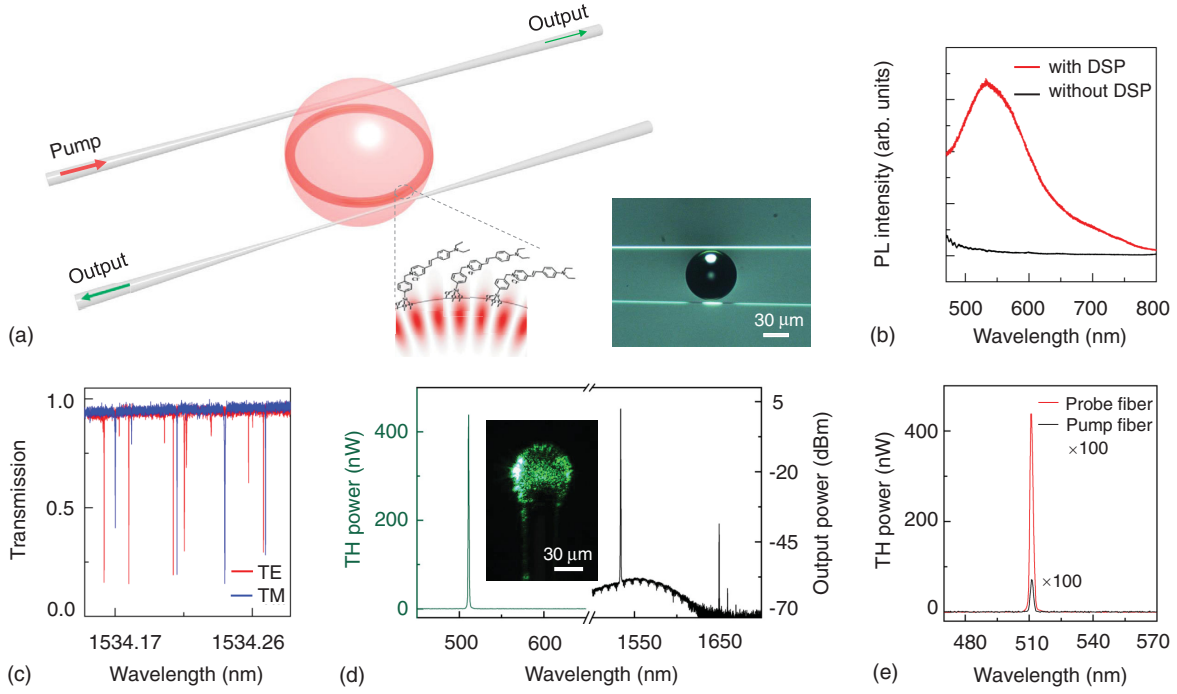 Output
Pump
Output
30 μm
(a)
with DSP
without DSP
PL intensity (arb. units)
500
600
700
800
Wavelength (nm)
(b)
1.0
0.5
0.0
Transmission
TE
TM
1534.17
1534.26
Wavelength (nm)
(c)
400
200
0
TH power (nW)
30 μm
5
-20
-45
-70
Output power (dBm)
500
600
1550
1650
Wavelength (nm)
(d)
Probe fiber
Pump fiber
×100
×100
400
200
0
TH power (nW)
480
510
540
570
Wavelength (nm)
(e)